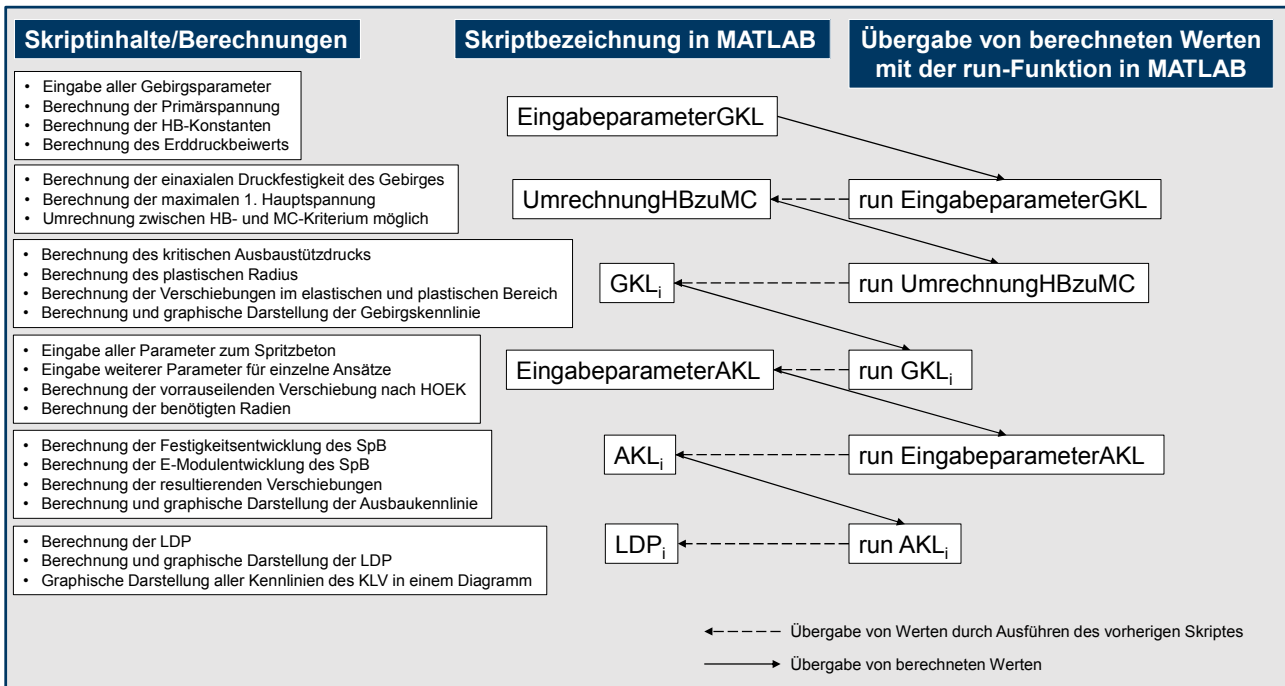 Skriptinhalte/Berechnungen
Skriptbezeichnung in MATLAB
Übergabe von berechneten Werten
mit der run-Funktion in MATLAB
• Eingabe aller Gebirgsparameter
• Berechnung der Primärspannung
• Berechnung der HB-Konstanten
• Berechnung des Erddruckbeiwerts
EingabeparameterGKL
• Berechnung der einaxialen Druckfestigkeit des Gebirges
• Berechnung der maximalen 1. Hauptspannung
• Umrechnung zwischen HB- und MC-Kriterium möglich
UmrechnungHBzuMC
run EingabeparameterGKL
• Berechnung des kritischen Ausbaustützdrucks
• Berechnung des plastischen Radius
• Berechnung der Verschiebungen im elastischen und plastischen Bereich
• Berechnung und graphische Darstellung der Gebirgskennlinie
GKLi
run UmrechnungHBzuMC
• Eingabe aller Parameter zum Spritzbeton
• Eingabe weiterer Parameter für einzelne Ansätze
• Berechnung der vorrauseilenden Verschiebung nach HOEK
• Berechnung der benötigten Radien
EingabeparameterAKL
run GKLi
• Berechnung der Festigkeitsentwicklung des SpB
• Berechnung der E-Modulentwicklung des SpB
• Berechnung der resultierenden Verschiebungen
• Berechnung und graphische Darstellung der Ausbaukennlinie
AKLi
run EingabeparameterAKL
• Berechnung der LDP
• Berechnung und graphische Darstellung der LDP
• Graphische Darstellung aller Kennlinien des KLV in einem Diagramm
LDPi
run AKLi
Übergabe von Werten durch Ausführen des vorherigen Skriptes
Übergabe von berechneten Werten